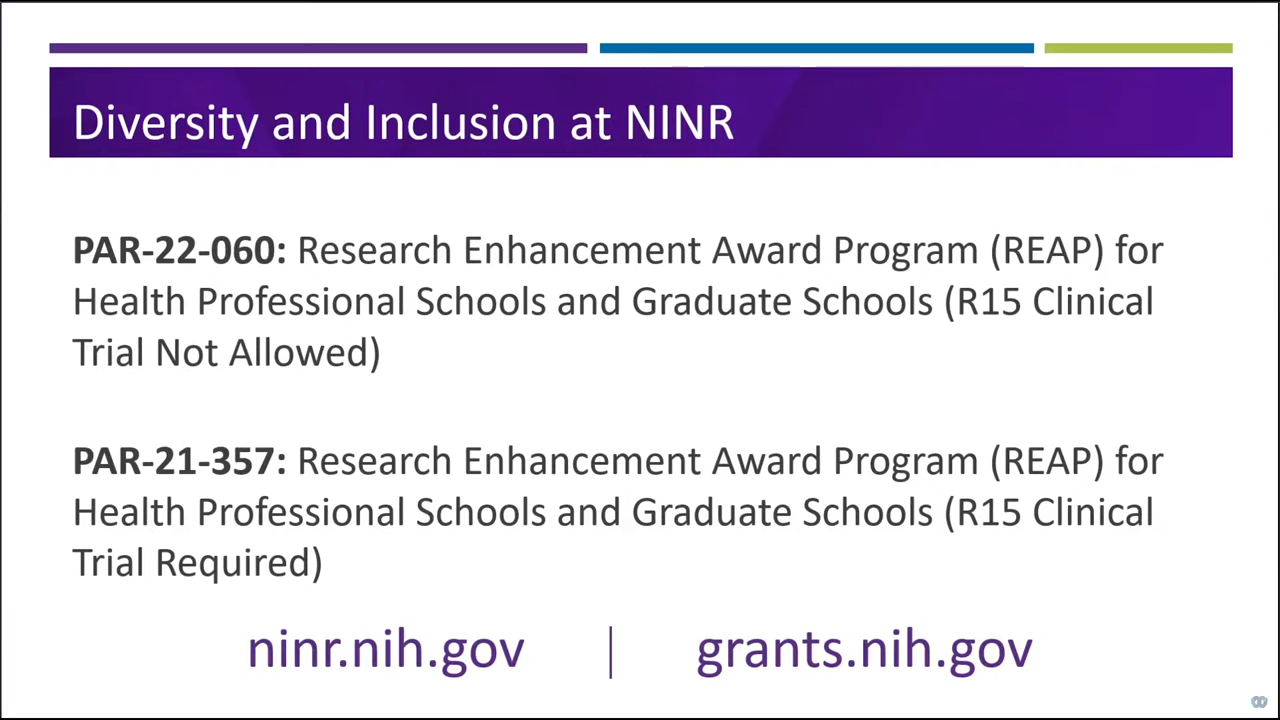 Diversity and Inclusion at NINR
PAR-22-060: Research Enhancement Award Program (REAP) for
Health Professional Schools and Graduate Schools (R15 Clinical
Trial Not Allowed)
PAR-21-357: Research Enhancement Award Program (REAP) for
Health Professional Schools and Graduate Schools (R15 Clinical
Trial Required)
ninr.nih.gov | grants.nih.gov